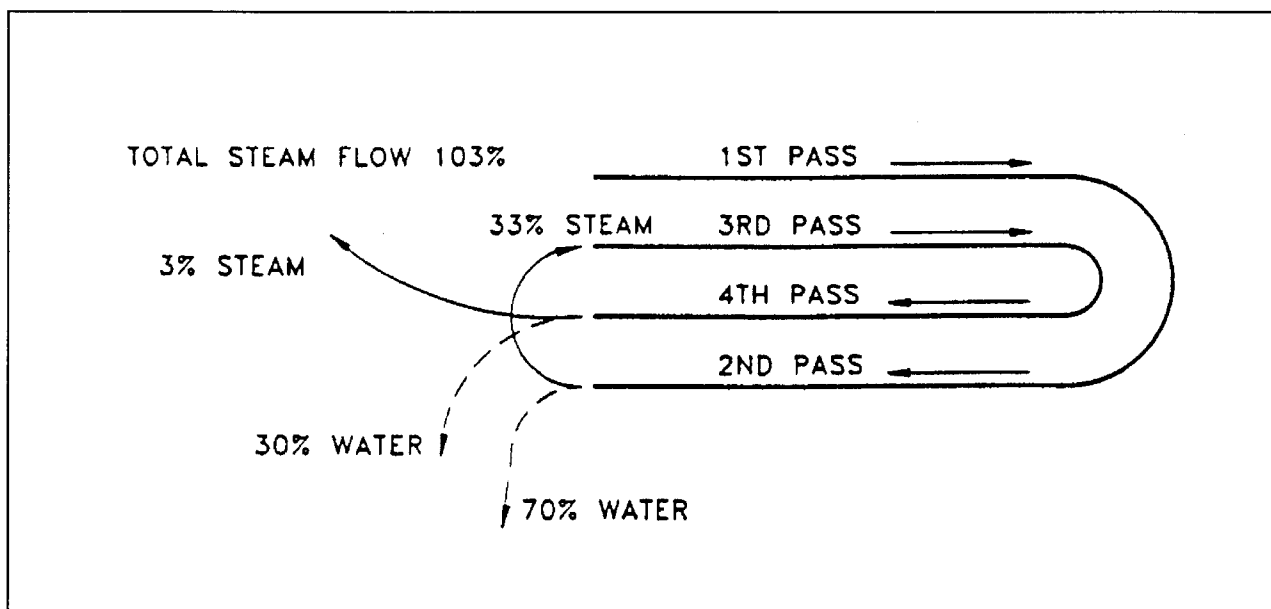 TOTAL STEAM FLOW 103%
1ST PASS
33% STEAM
3RD PASS
3% STEAM
4TH PASS
2ND PASS
30% WATER
70% WATER